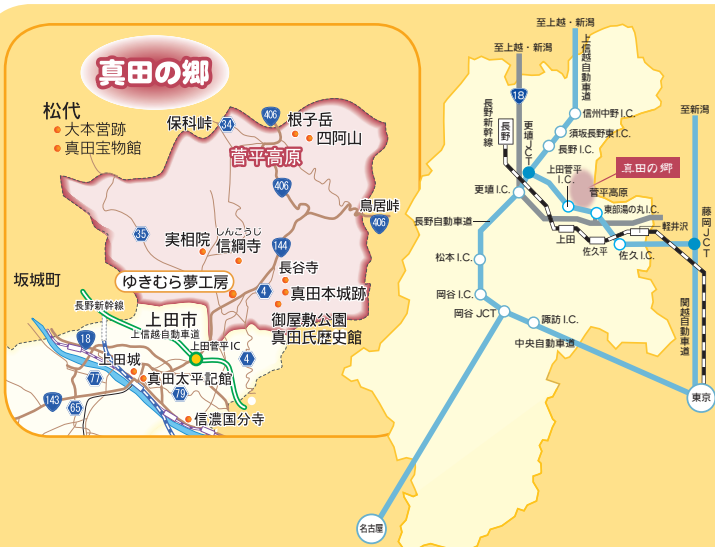 真田の郷
松代
大本営跡
真田宝物館
保科峠
34
406
根子岳
四阿山
菅平高原
406
鳥居峠
406
35
しんこうじ
実相院
信綱寺
144
長谷寺
ゆきむら夢工房
4
真田本城跡
坂城町
御屋敷公園
真田氏歴史館
長野新幹線
上田市
上信越自動車道
18
上田菅平IC
上田城
4
77
真田太平記館
79
143
65
信濃国分寺
至上越・新潟
至上越・新潟
上信越自動車道
18
長野新幹線
長野
更埴JCT
信州中野 I.C.
須坂長野東 I.C.
長野 I.C.
至新潟
上田菅平
I.C.
真田の郷
更埴 I.C.
菅平高原
東部湯の丸 I.C.
藤岡JCT
長野自動車道
上田
佐久平
軽井沢
佐久 I.C.
松本 I.C.
岡谷 I.C.
岡谷 JCT
諏訪 I.C.
中央自動車道
関越自動車道
東京
名古屋